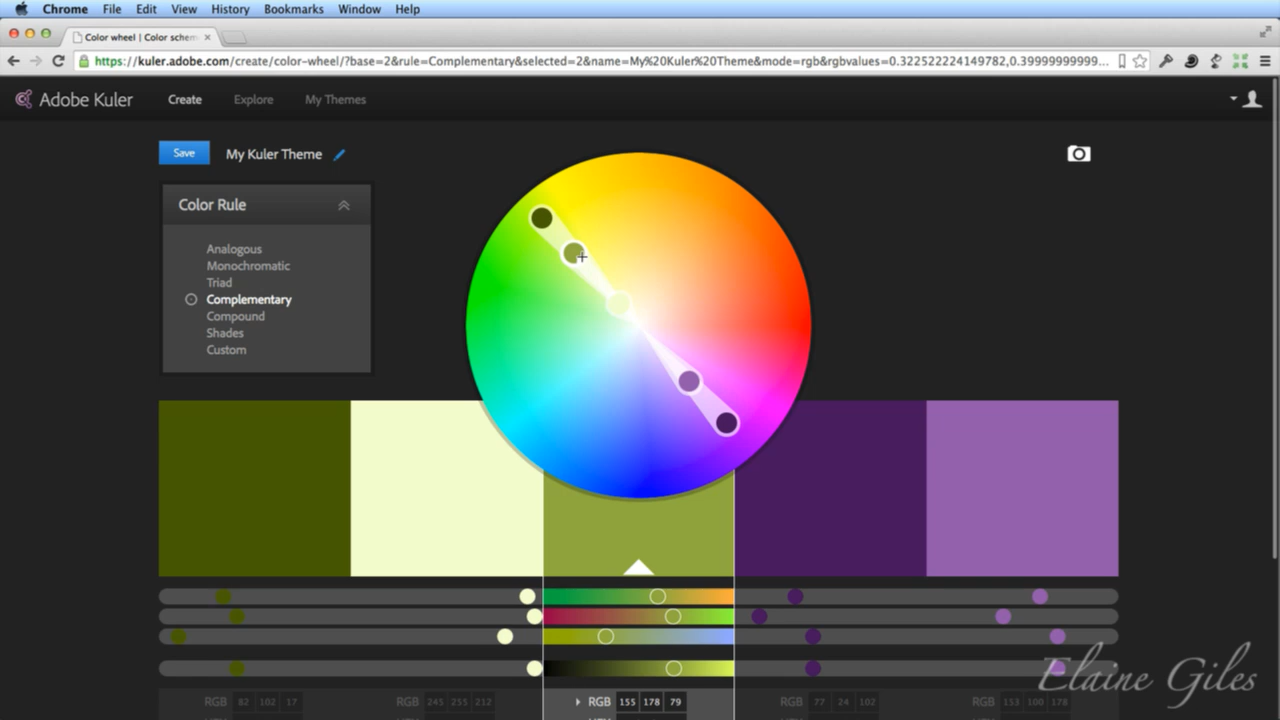 Chrome File Edit View History Bookmarks Window Help
Color wheel | Color schem
https://kuler.adobe.com/create/color-wheel/?base=2&rule=Complementary&selected=2&name=My%20Kuler%20Theme&mode=rgb&rgbvalues=0.322522224149782,0.39999999999...
Adobe Kuler Create Explore My Themes
Save My Kuler Theme
Color Rule
Analogous
Monochromatic
Triad
Complementary
Compound
Shades
Custom
RGB 82 102 17 RGB 245 255 212 RGB 155 178 79 RGB 77 24 102 RGB 153 100 178
Elaine Giles